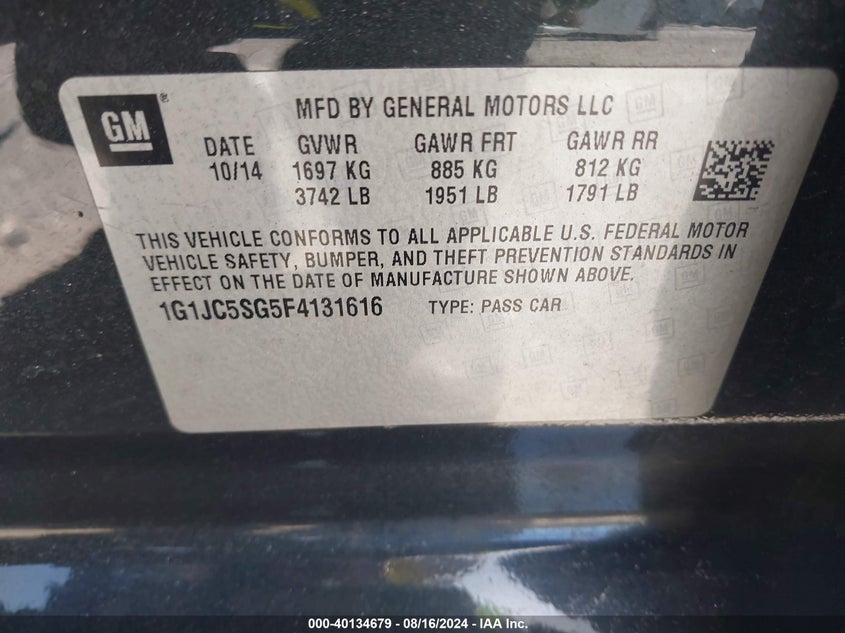 GM®
MFD BY GENERAL MOTORS LLC
DATE GVWR GAWR FRT GAWR RR
10/14 1697 KG 885 KG 812 KG
3742 LB 1951 LB 1791 LB
THIS VEHICLE CONFORMS TO ALL APPLICABLE U.S. FEDERAL MOTOR
VEHICLE SAFETY, BUMPER, AND THEFT PREVENTION STANDARDS IN
EFFECT ON THE DATE OF MANUFACTURE SHOWN ABOVE.
1G1JC5SG5F4131616 TYPE: PASS CAR
000-40134679 - 08/16/2024 - IAA Inc.